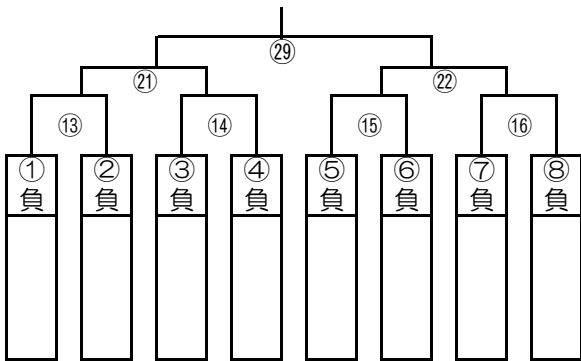 ㉙
㉑ ㉒
⑬ ⑭ ⑮ ⑯
① ② ③ ④ ⑤ ⑥ ⑦ ⑧
負 負 負 負 負 負 負 負